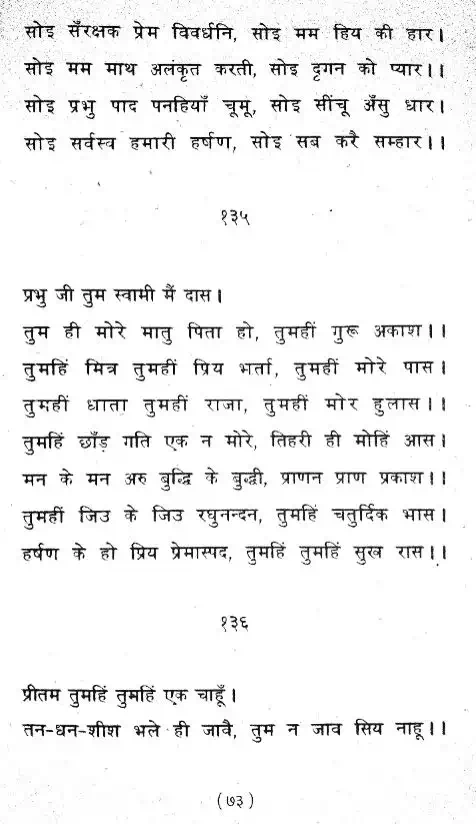 सोइ सँरक्षक प्रेम विवर्धनि, सोइ मम हिय की हार।
सोइ मम माथ अलंकृत करती, सोइ दृगन को प्यार।।
सोइ प्रभु पाद पनहियाँ चूमू, सोइ सींचू अँसु धार।
सोइ सर्वस्व हमारी हर्षण, सोइ सब करै सम्हार।।
१३५
प्रभु जी तुम स्वामी मैं दास।
तुम ही मोरे मातु पिता हो, तुमहीं गुरू अकाश।।
तुमहिं मित्र तुमहीं प्रिय भर्ता, तुमहीं मोरे पास।
तुमहीं धाता तुमहीं राजा, तुमहीं मोर हुलास।।
तुमहिं छाँड़ गति एक न मोरे, तिहरी ही मोहिं आस।
मन के मन अरु बुद्धि के बुद्धी, प्राणन प्राण प्रकाश।।
तुमहीं जिउ के जिउ रघुनन्दन, तुमहिं चतुर्दिक भास।
हर्षण के हो प्रिय प्रेमास्पद, तुमहिं तुमहिं सुख रास।।
१३६
प्रीतम तुमहिं तुमहिं एक चाहूँ।
तन-धन-शीश भले ही जावै, तुम न जाव सिय नाहू।।
(७३)